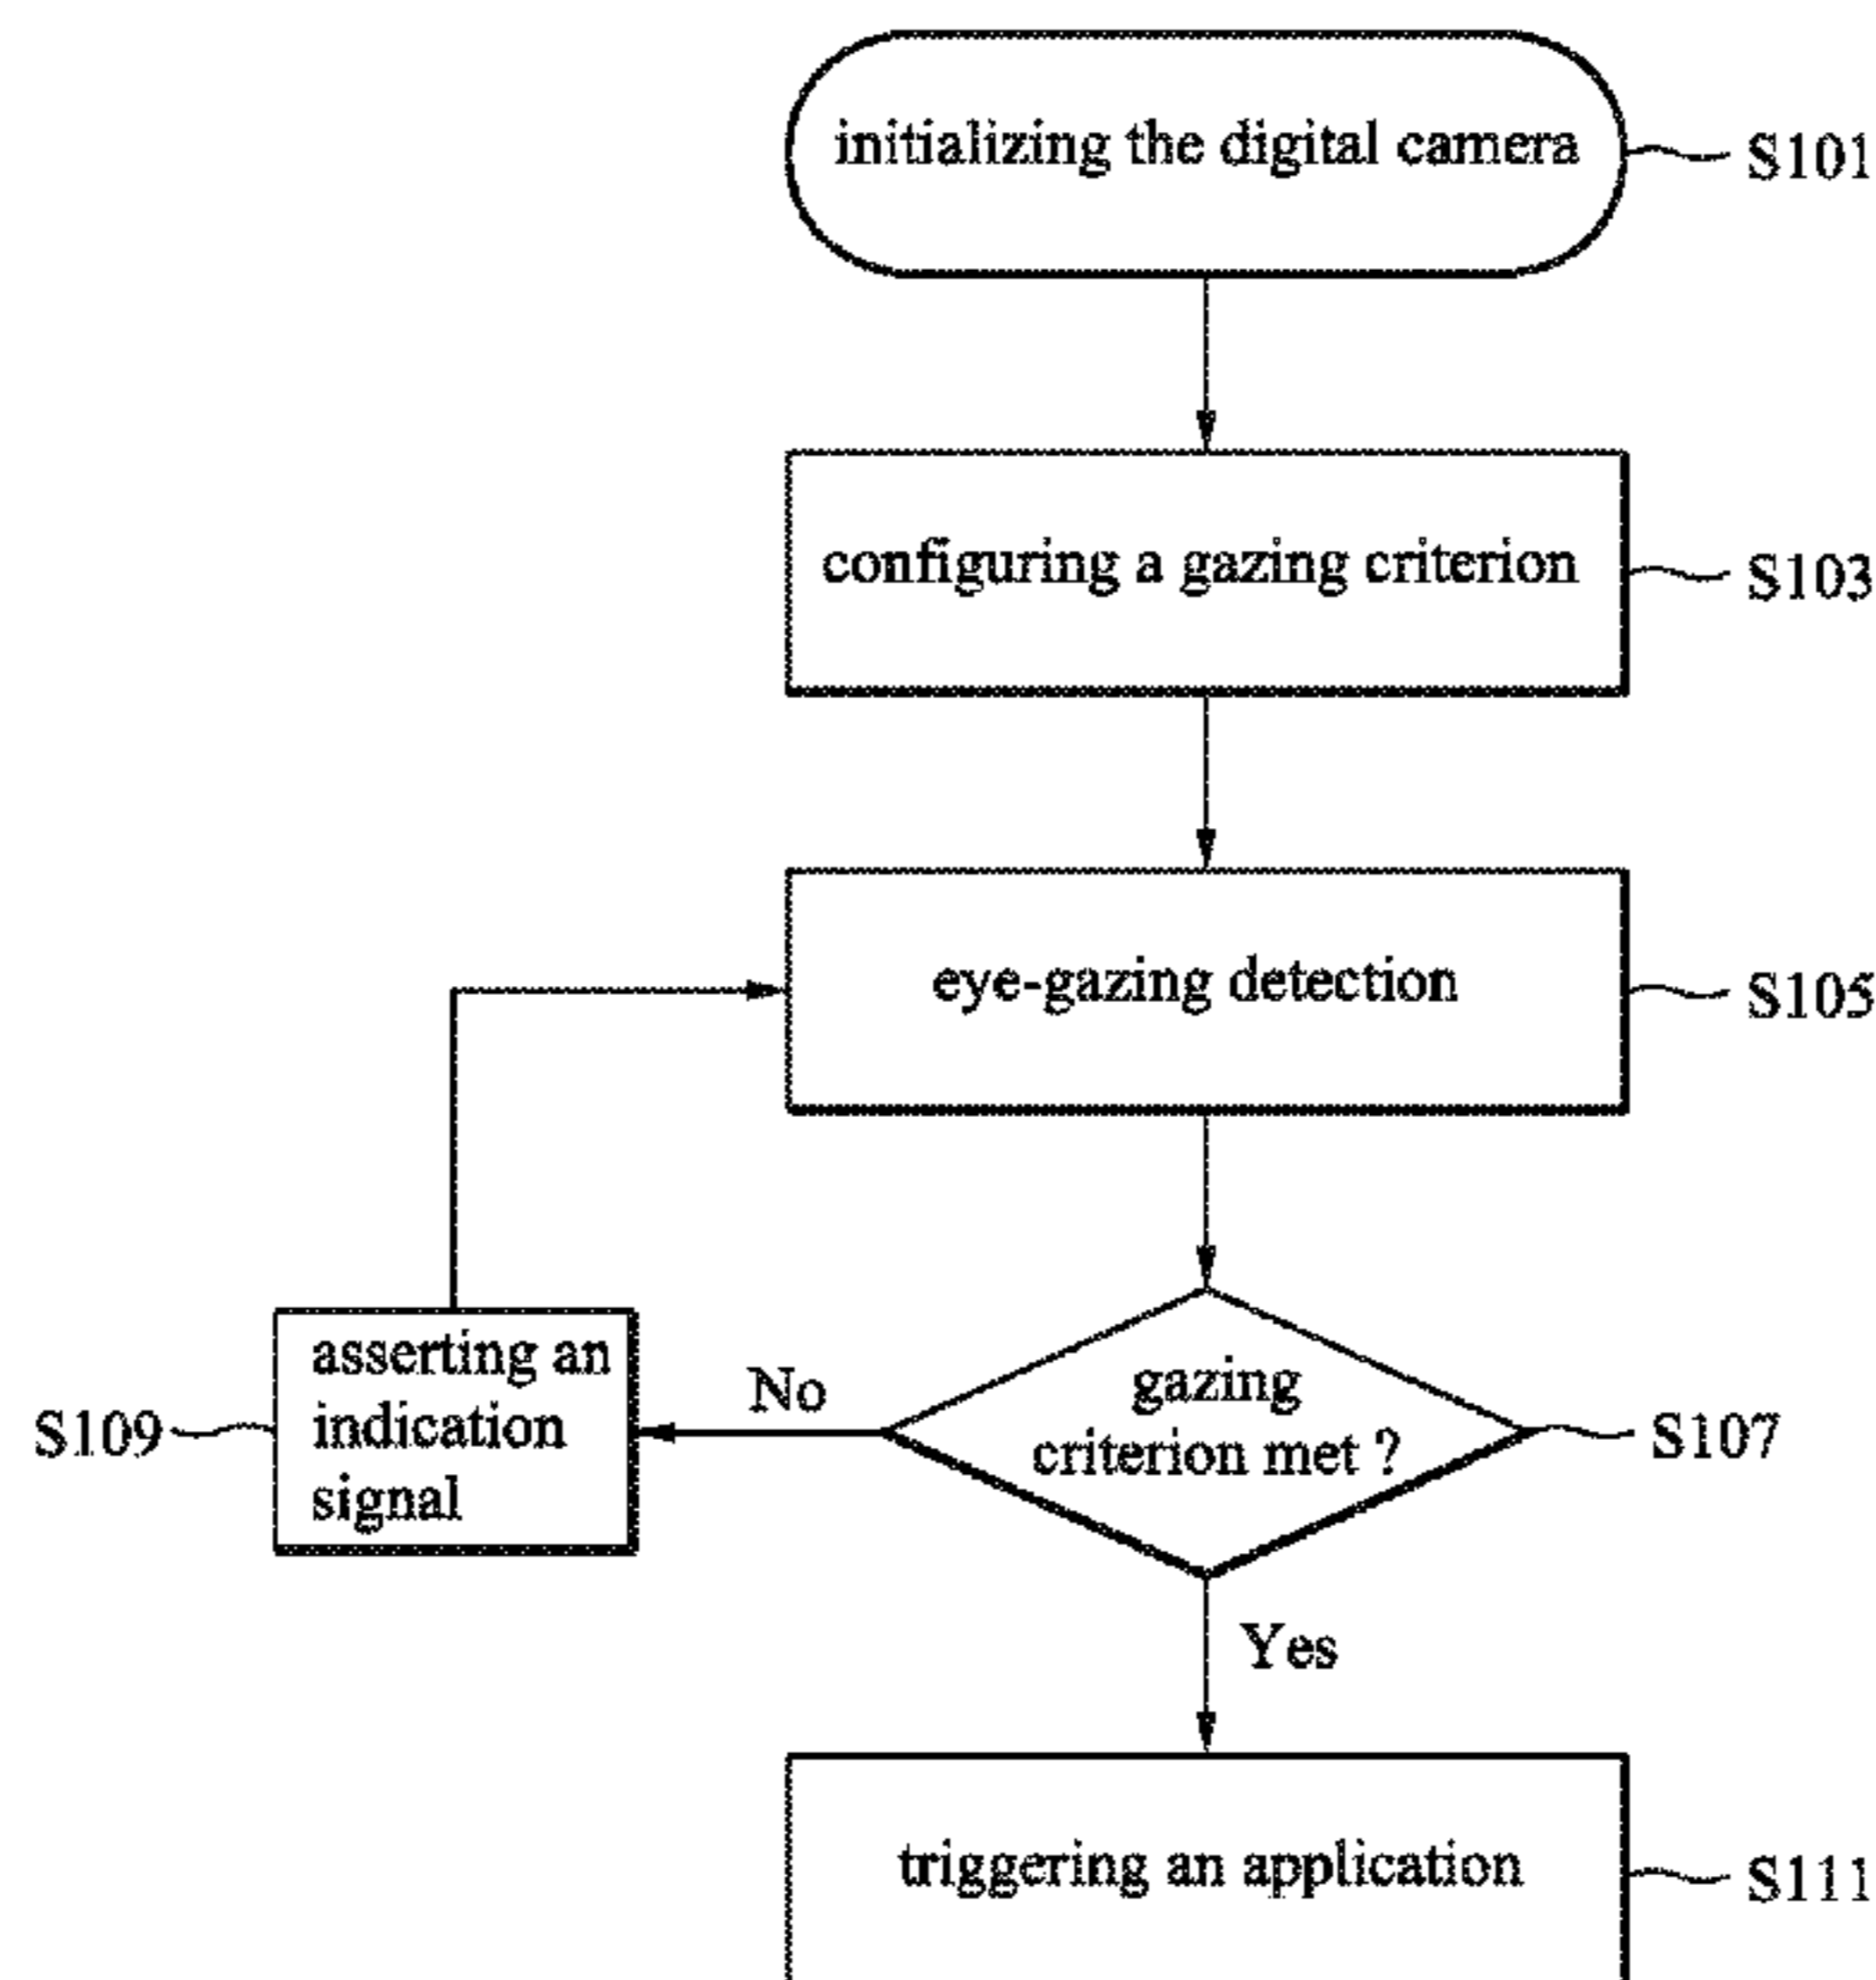 initializing the digital camera
S101
configuring a gazing criterion
S103
eye-gazing detection
S105
gazing
criterion met ?
S107
No
asserting an
indication
signal
S109
Yes
triggering an application
S111